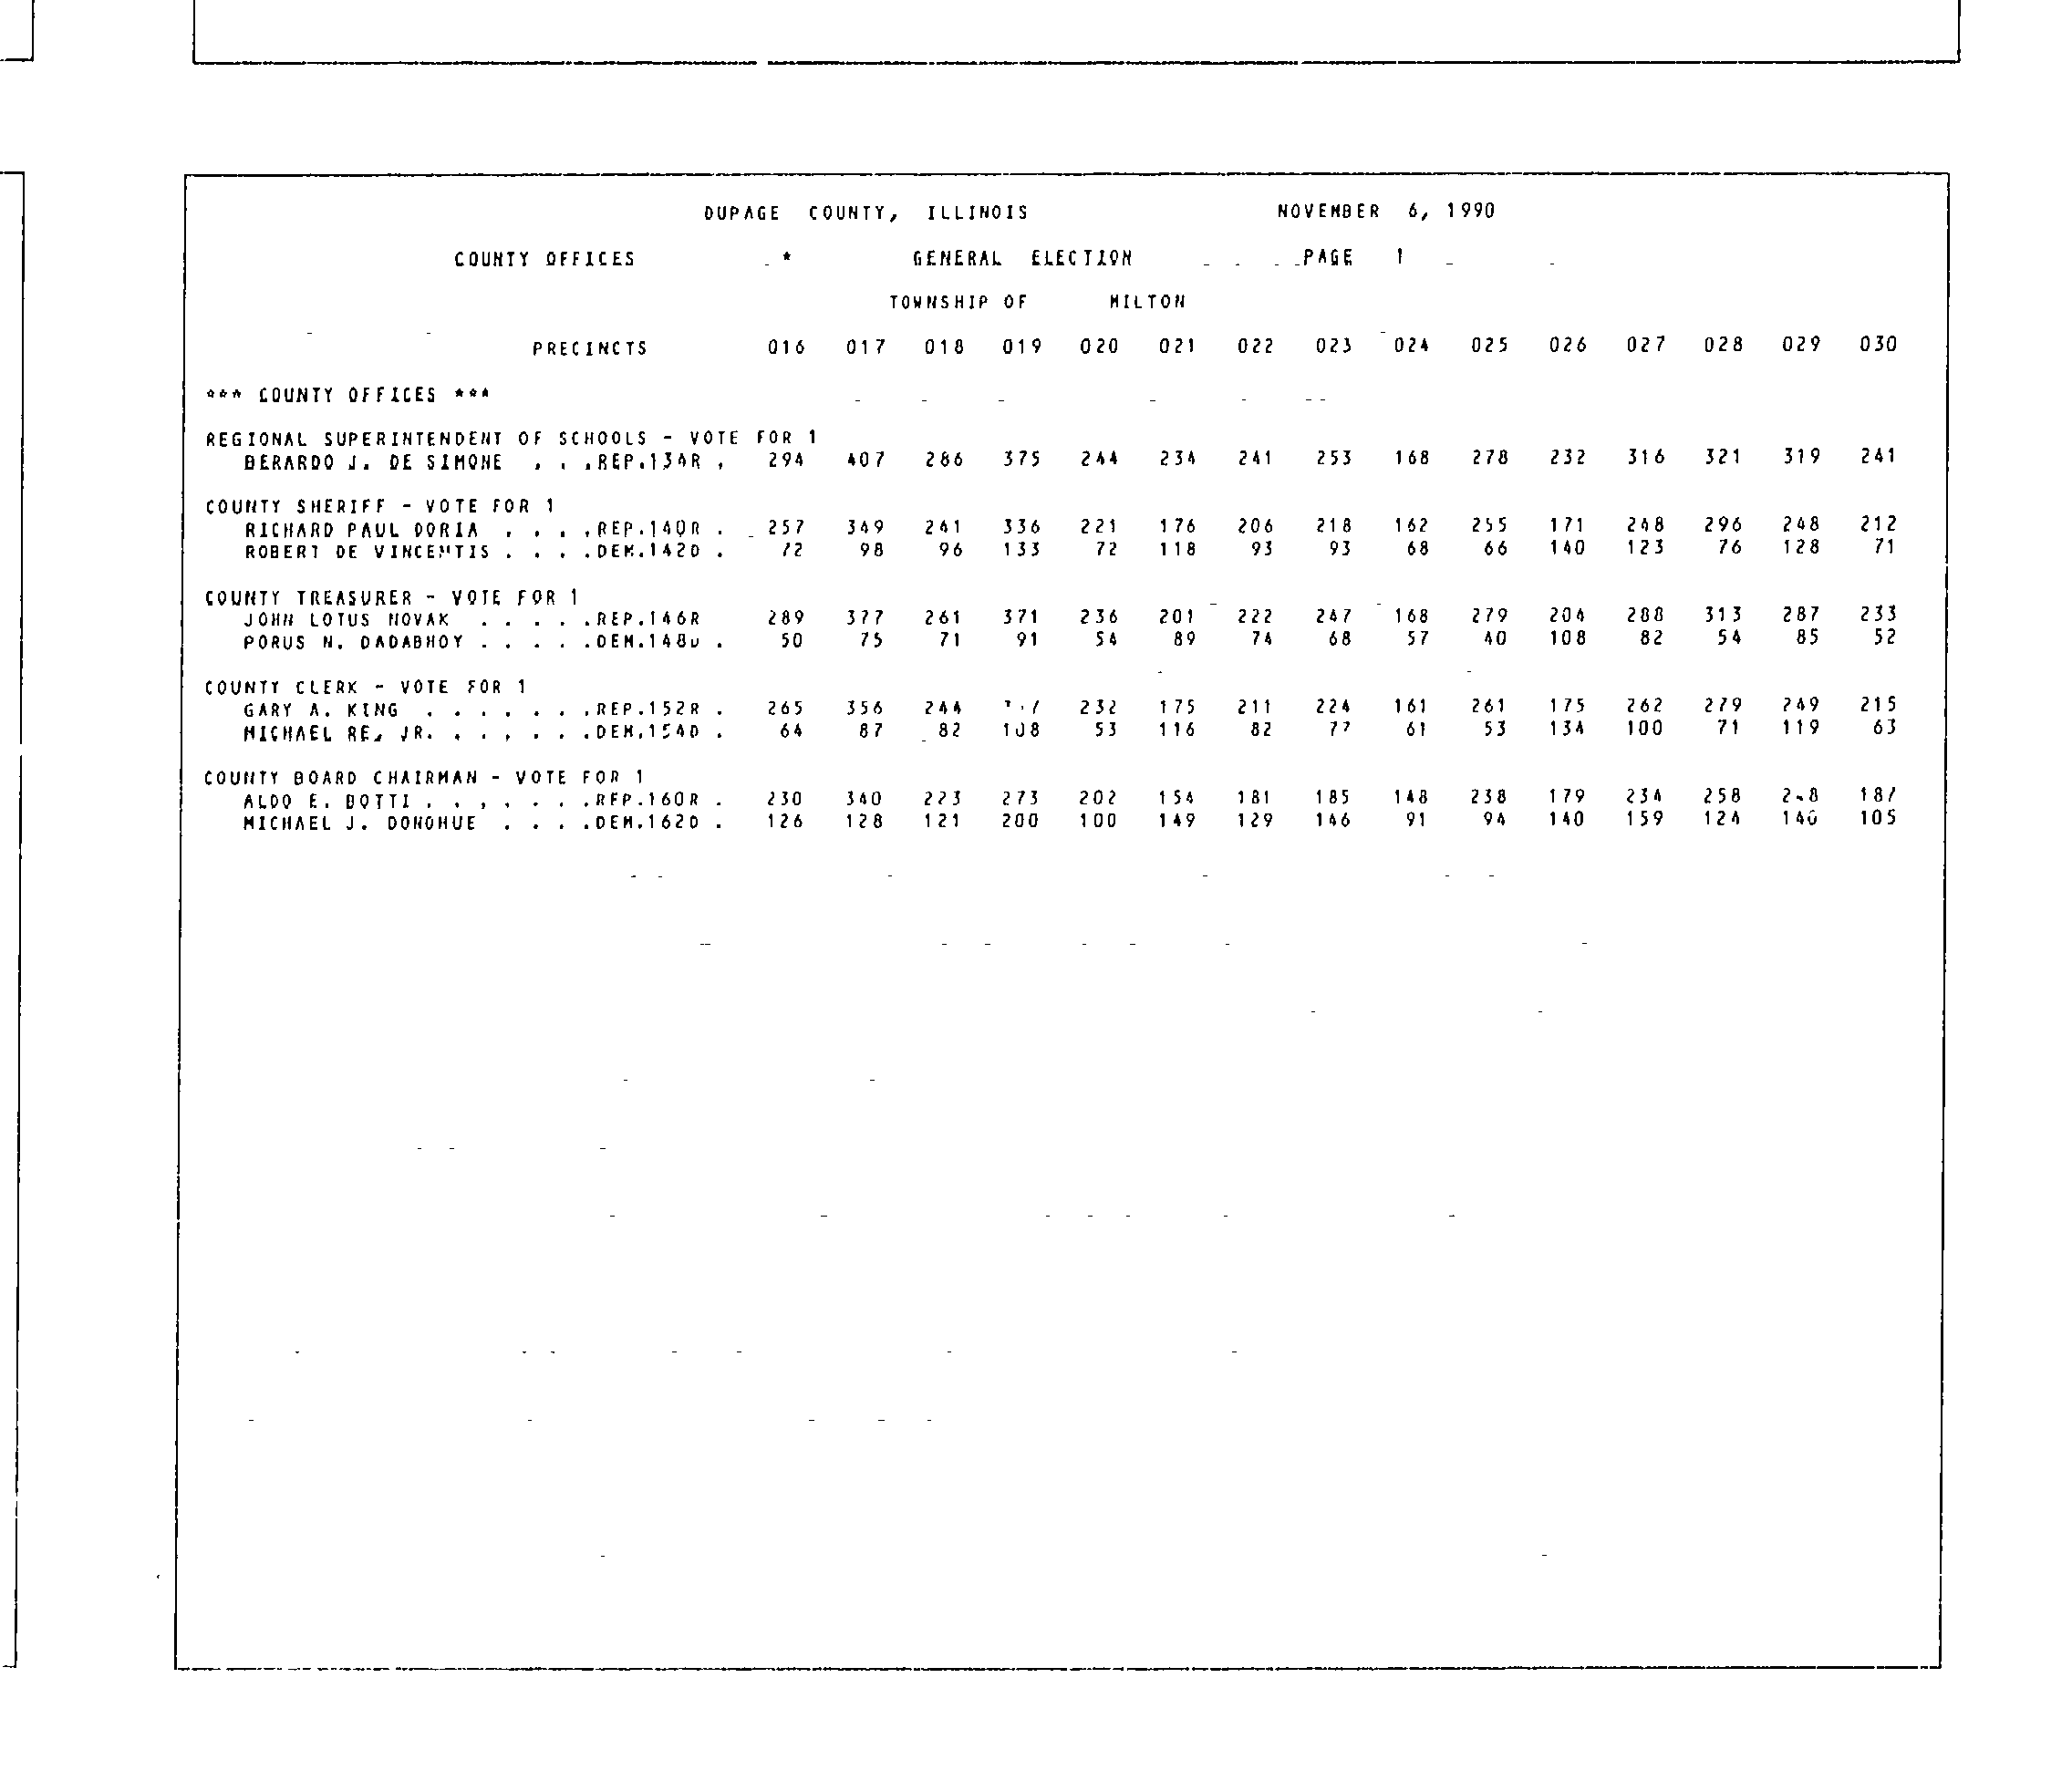 DUPAGE COUNTY, ILLINOIS NOVEMBER 6, 1990
COUNTY OFFICES * GENERAL ELECTION PAGE 1
TOWNSHIP OF MILTON
PRECINCTS 016 017 018 019 020 021 022 023 024 025 026 027 028 029 030
*** COUNTY OFFICES ***
REGIONAL SUPERINTENDENT OF SCHOOLS - VOTE FOR 1
BERARDO J. DE SIMONE . . .REP.134R . 294 407 286 375 244 234 241 253 168 278 232 316 321 319 241
COUNTY SHERIFF - VOTE FOR 1
RICHARD PAUL DORIA . . . .REP.140R . 257 349 241 336 221 176 206 218 162 255 171 248 296 248 212
ROBERT DE VINCENTIS . . . .DEM.142D . 72 98 96 133 72 118 93 93 68 66 140 123 76 128 71
COUNTY TREASURER - VOTE FOR 1
JOHN LOTUS NOVAK . . . . .REP.146R 289 377 261 371 236 201 222 247 168 279 204 288 313 287 233
PORUS N. DADABHOY . . . . .DEM.148D . 50 75 71 91 54 89 74 68 57 40 108 82 54 85 52
COUNTY CLERK - VOTE FOR 1
GARY A. KING . . . . . . .REP.152R . 265 356 244 232 175 211 224 161 261 175 262 279 249 215
MICHAEL RE, JR. . . . . . .DEM.154D . 64 87 82 108 53 116 82 77 61 53 134 100 71 119 63
COUNTY BOARD CHAIRMAN - VOTE FOR 1
ALDO E. BOTTI . . . . . . .REP.160R . 230 340 223 273 202 154 181 185 148 238 179 234 258 187
MICHAEL J. DONOHUE . . . .DEM.162D . 126 128 121 200 100 149 129 146 91 94 140 159 124 105